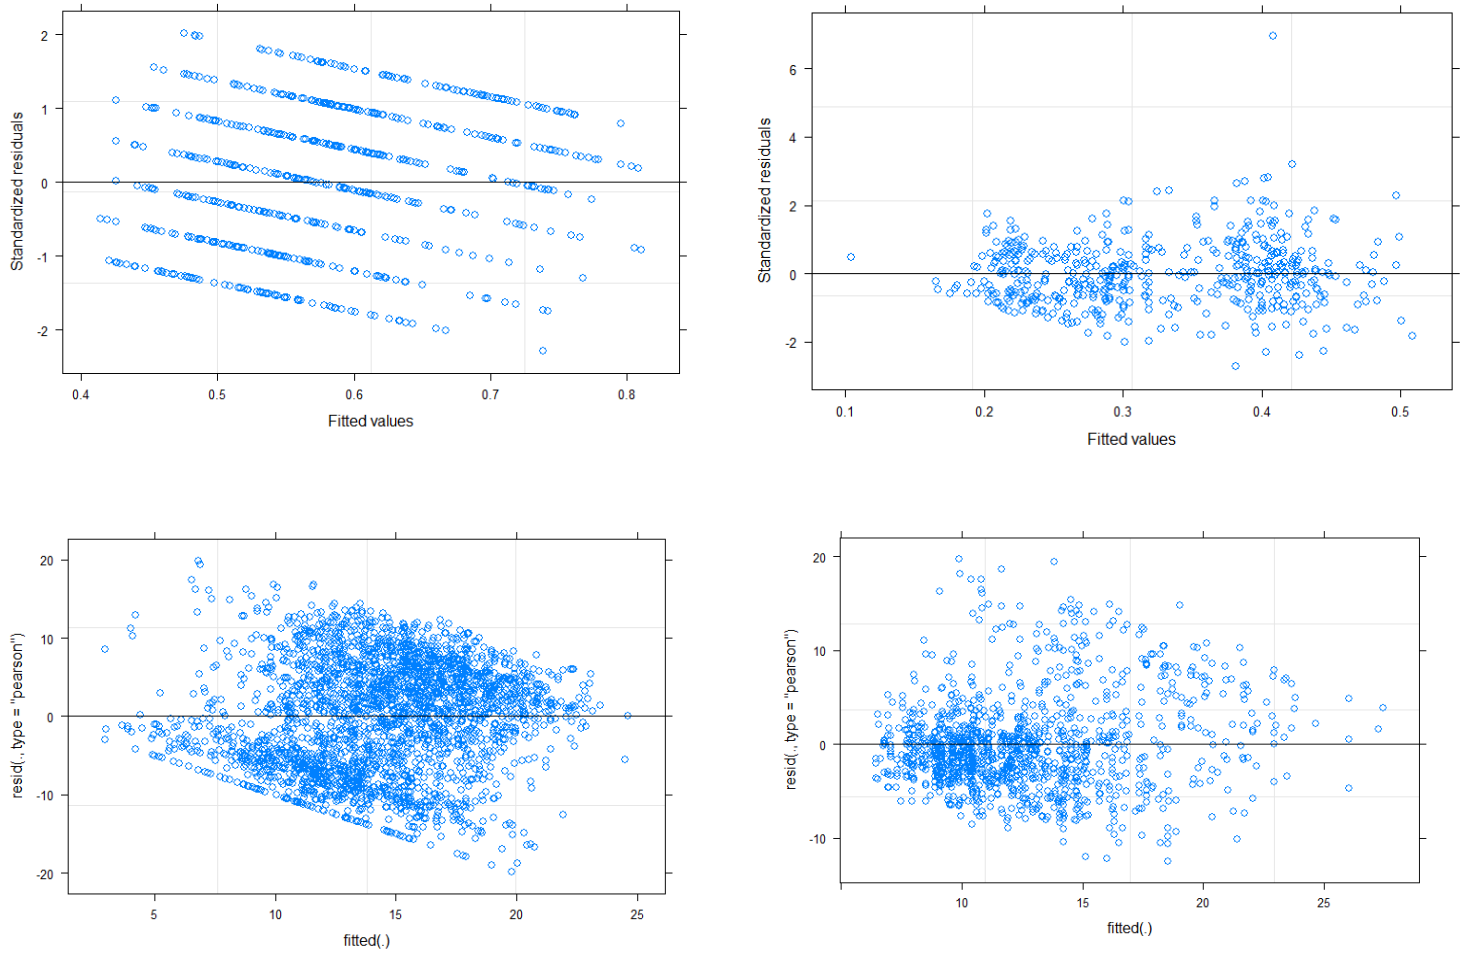 2
1
0
-1
-2
Standardized residuals
0.4 0.5 0.6 0.7 0.8
Fitted values
6
4
2
0
-2
Standardized residuals
0.1 0.2 0.3 0.4 0.5
Fitted values
20
10
0
-10
-20
resid(., type = "pearson")
5 10 15 20 25
fitted(.)
20
10
0
-10
resid(., type = "pearson")
10 15 20 25
fitted(.)